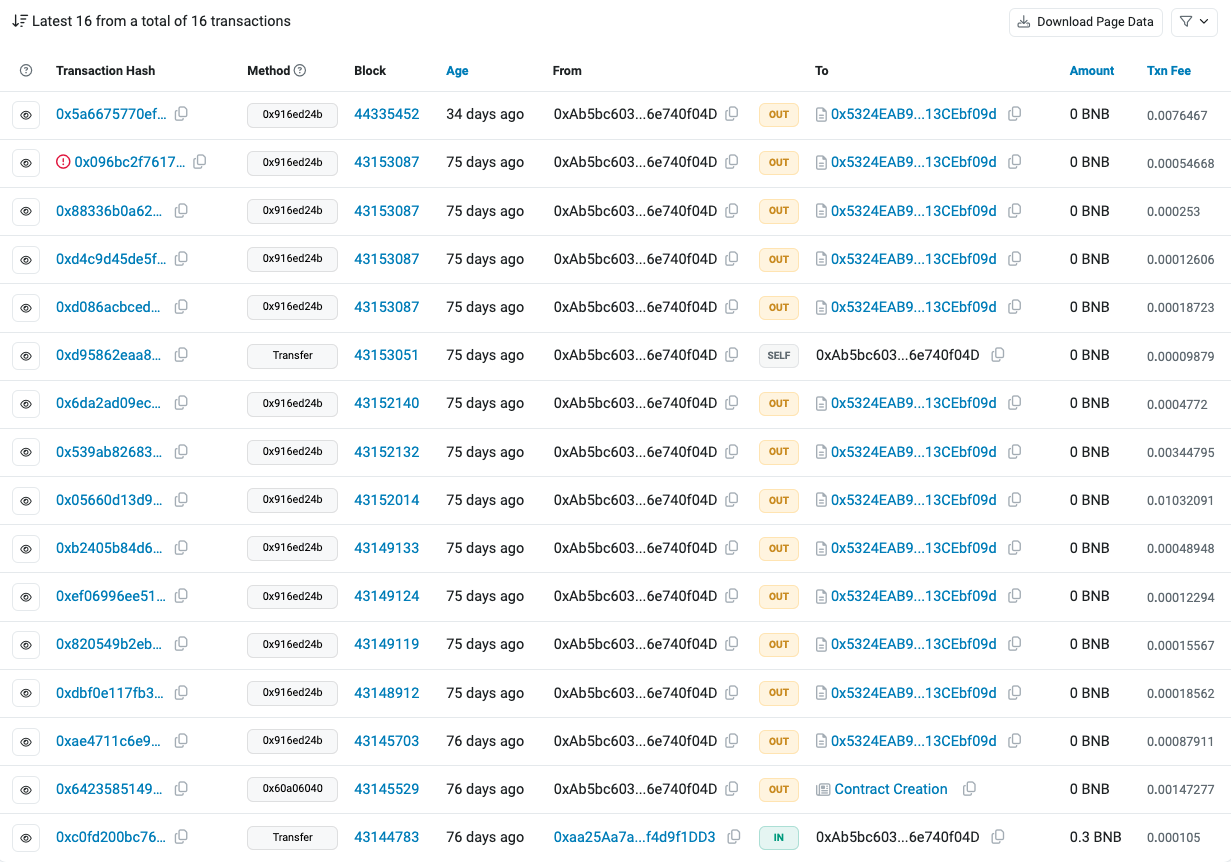 Latest 16 from a total of 16 transactions Download Page Data
Transaction Hash Method Block Age From To Amount Txn Fee
0x5a6675770ef... 0x916ed24b 44335452 34 days ago 0xAb5bc603...6e740f04D OUT 0x5324EAB9...13CEbf09d 0 BNB 0.0076467
0x096bc2f7617... 0x916ed24b 43153087 75 days ago 0xAb5bc603...6e740f04D OUT 0x5324EAB9...13CEbf09d 0 BNB 0.00054668
0x88336b0a62... 0x916ed24b 43153087 75 days ago 0xAb5bc603...6e740f04D OUT 0x5324EAB9...13CEbf09d 0 BNB 0.000253
0xd4c9d45de5f... 0x916ed24b 43153087 75 days ago 0xAb5bc603...6e740f04D OUT 0x5324EAB9...13CEbf09d 0 BNB 0.00012606
0xd086acbced... 0x916ed24b 43153087 75 days ago 0xAb5bc603...6e740f04D OUT 0x5324EAB9...13CEbf09d 0 BNB 0.00018723
0xd95862eaa8... Transfer 43153051 75 days ago 0xAb5bc603...6e740f04D SELF 0xAb5bc603...6e740f04D 0 BNB 0.00009879
0x6da2ad09ec... 0x916ed24b 43152140 75 days ago 0xAb5bc603...6e740f04D OUT 0x5324EAB9...13CEbf09d 0 BNB 0.0004772
0x539ab82683... 0x916ed24b 43152132 75 days ago 0xAb5bc603...6e740f04D OUT 0x5324EAB9...13CEbf09d 0 BNB 0.00344795
0x05660d13d9... 0x916ed24b 43152014 75 days ago 0xAb5bc603...6e740f04D OUT 0x5324EAB9...13CEbf09d 0 BNB 0.01032091
0xb2405b84d6... 0x916ed24b 43149133 75 days ago 0xAb5bc603...6e740f04D OUT 0x5324EAB9...13CEbf09d 0 BNB 0.00048948
0xef06996ee51... 0x916ed24b 43149124 75 days ago 0xAb5bc603...6e740f04D OUT 0x5324EAB9...13CEbf09d 0 BNB 0.00012294
0x820549b2eb... 0x916ed24b 43149119 75 days ago 0xAb5bc603...6e740f04D OUT 0x5324EAB9...13CEbf09d 0 BNB 0.00015567
0xdbf0e117fb3... 0x916ed24b 43148912 75 days ago 0xAb5bc603...6e740f04D OUT 0x5324EAB9...13CEbf09d 0 BNB 0.00018562
0xae4711c6e9... 0x916ed24b 43145703 76 days ago 0xAb5bc603...6e740f04D OUT 0x5324EAB9...13CEbf09d 0 BNB 0.00087911
0x6423585149... 0x60a06040 43145529 76 days ago 0xAb5bc603...6e740f04D OUT Contract Creation 0 BNB 0.00147277
0xc0fd200bc76... Transfer 43144783 76 days ago 0xaa25Aa7a...f4d9f1DD3 IN 0xAb5bc603...6e740f04D 0.3 BNB 0.000105